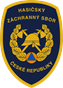 HASIČSKÝ
ZÁCHRANNÝ SBOR
ČESKÉ REPUBLIKY